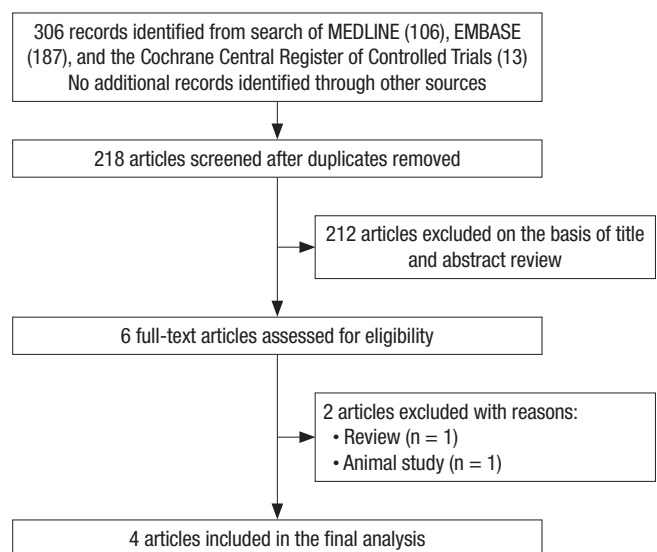 306 records identified from search of MEDLINE (106), EMBASE
(187), and the Cochrane Central Register of Controlled Trials (13)
No additional records identified through other sources
218 articles screened after duplicates removed
212 articles excluded on the basis of title
and abstract review
6 full-text articles assessed for eligibility
2 articles excluded with reasons:
• Review (n = 1)
• Animal study (n = 1)
4 articles included in the final analysis